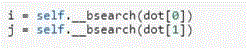 i = self.__bsearch(dot[0])
j = self.__bsearch(dot[1])